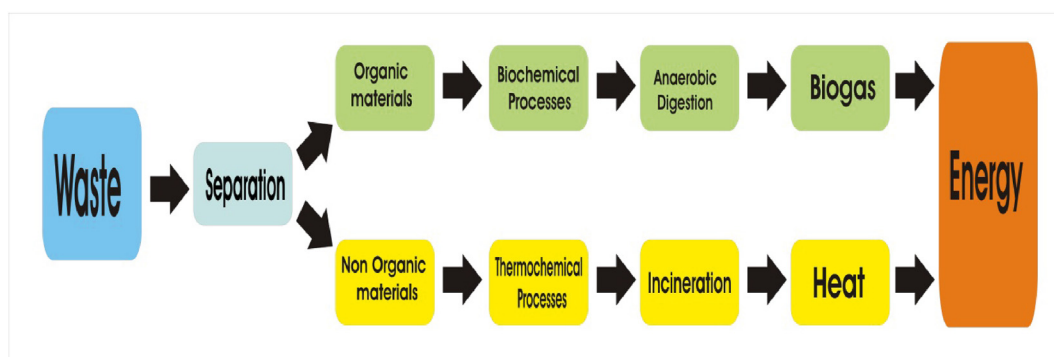 Waste
Separation
Organic
materials
Biochemical
Processes
Anaerobic
Digestion
Biogas
Non Organic
materials
Thermochemical
Processes
Incineration
Heat
Energy